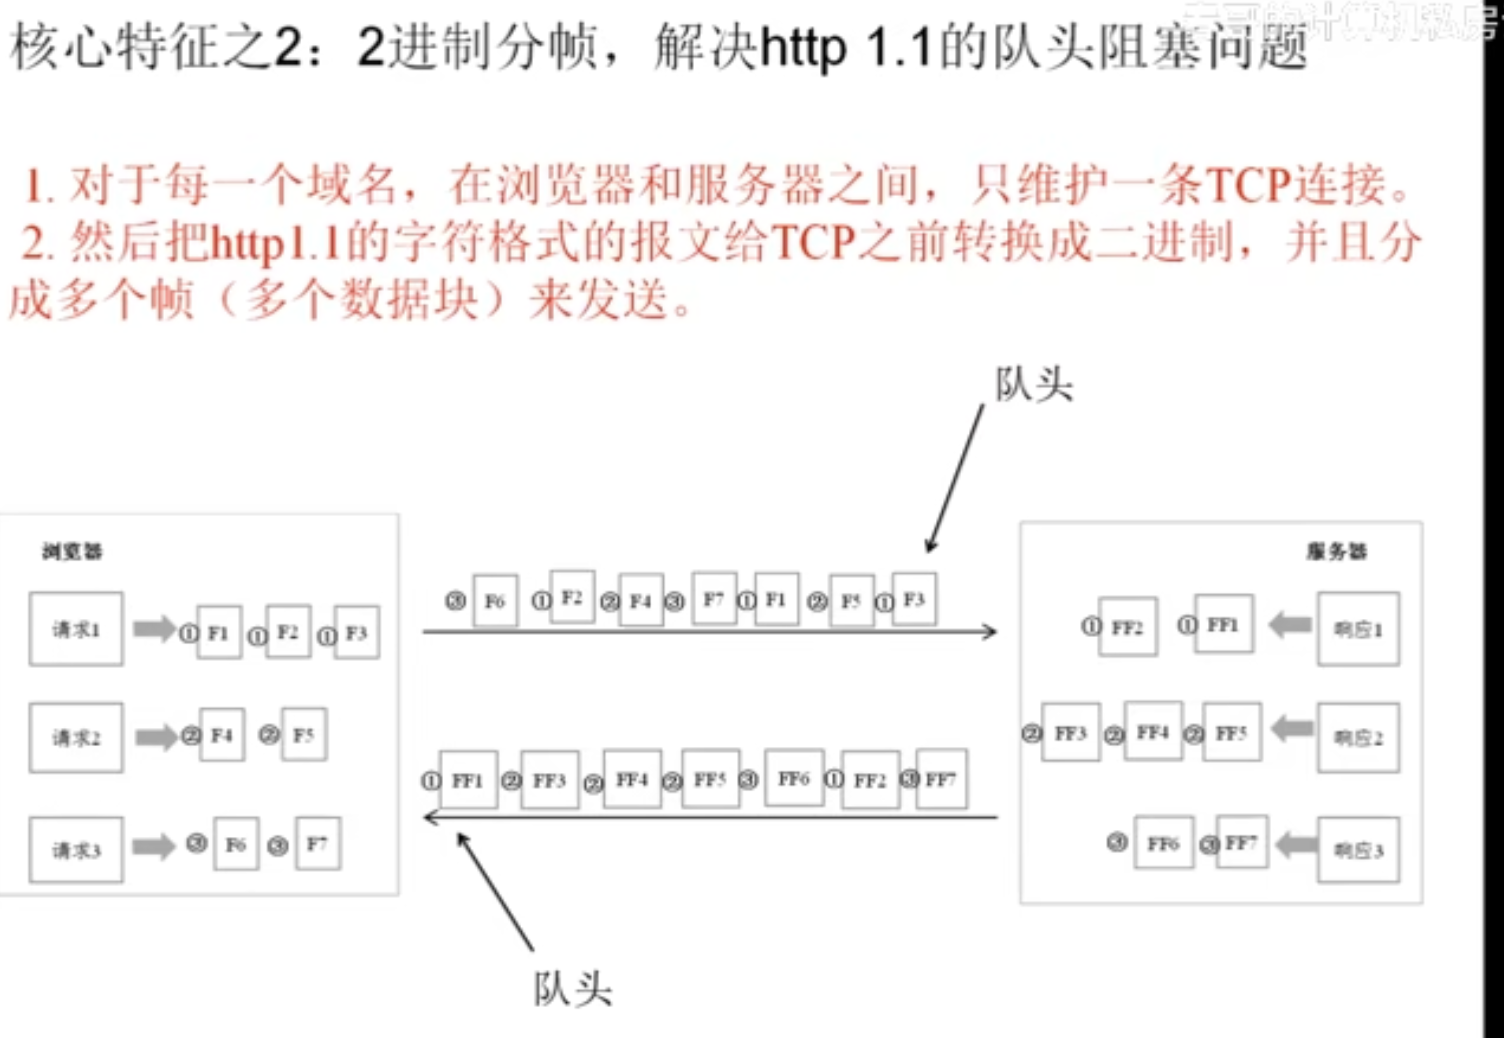 核心特征之2：2进制分帧，解决http 1.1的队头阻塞问题
1. 对于每一个域名，在浏览器和服务器之间，只维护一条TCP连接。
2. 然后把http1.1的字符格式的报文给TCP之前转换成二进制，并且分
成多个帧（多个数据块）来发送。
队头
浏览器
请求1 ① F1 ① F2 ① F3
请求2 ② F4 ② F5
请求3 ③ F6 ③ F7
③ F6 ① F2 ② F4 ③ F7 ① F1 ② F5 ① F3
① FF1 ② FF3 ② FF4 ② FF5 ③ FF6 ① FF2 ③ FF7
服务器
① FF2 ① FF1 响应1
② FF3 ② FF4 ② FF5 响应2
③ FF6 ③ FF7 响应3
队头